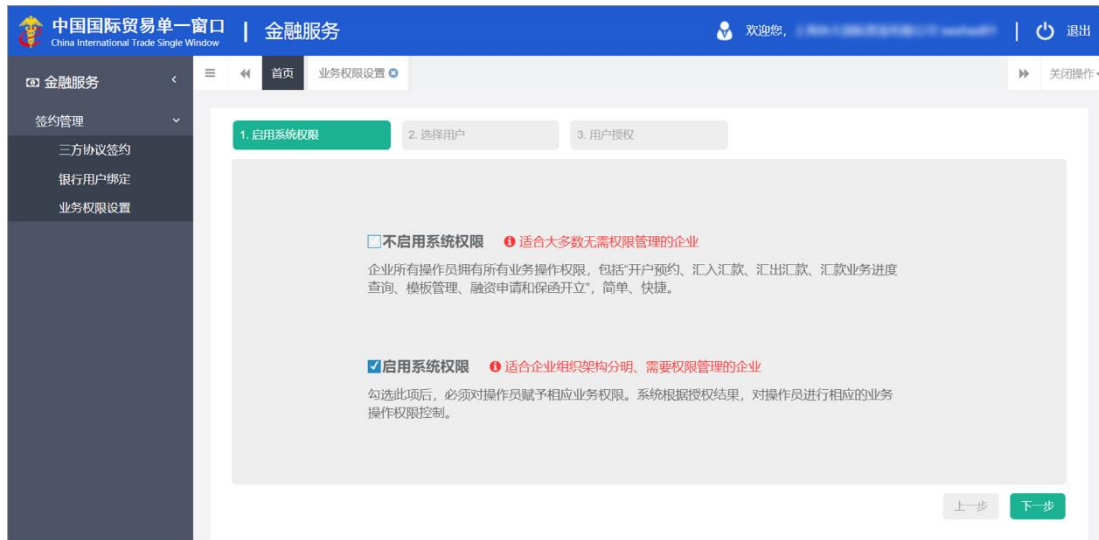 中国国际贸易单一窗口 | 金融服务
China International Trade Single Window
欢迎您,
退出
金融服务
首页
业务权限设置
关闭操作
签约管理
三方协议签约
银行用户绑定
业务权限设置
1. 启用系统权限
2. 选择用户
3. 用户授权
不启用系统权限 适合大多数无需权限管理的企业
企业所有操作员拥有所有业务操作权限，包括“开户预约、汇入汇款、汇出汇款、汇款业务进度
查询、模板管理、融资申请和保函开立”，简单、快捷。
启用系统权限 适合企业组织架构分明、需要权限管理的企业
勾选此项后，必须对操作员赋予相应业务权限。系统根据授权结果，对操作员进行相应的业务
操作权限控制。
上一步
下一步